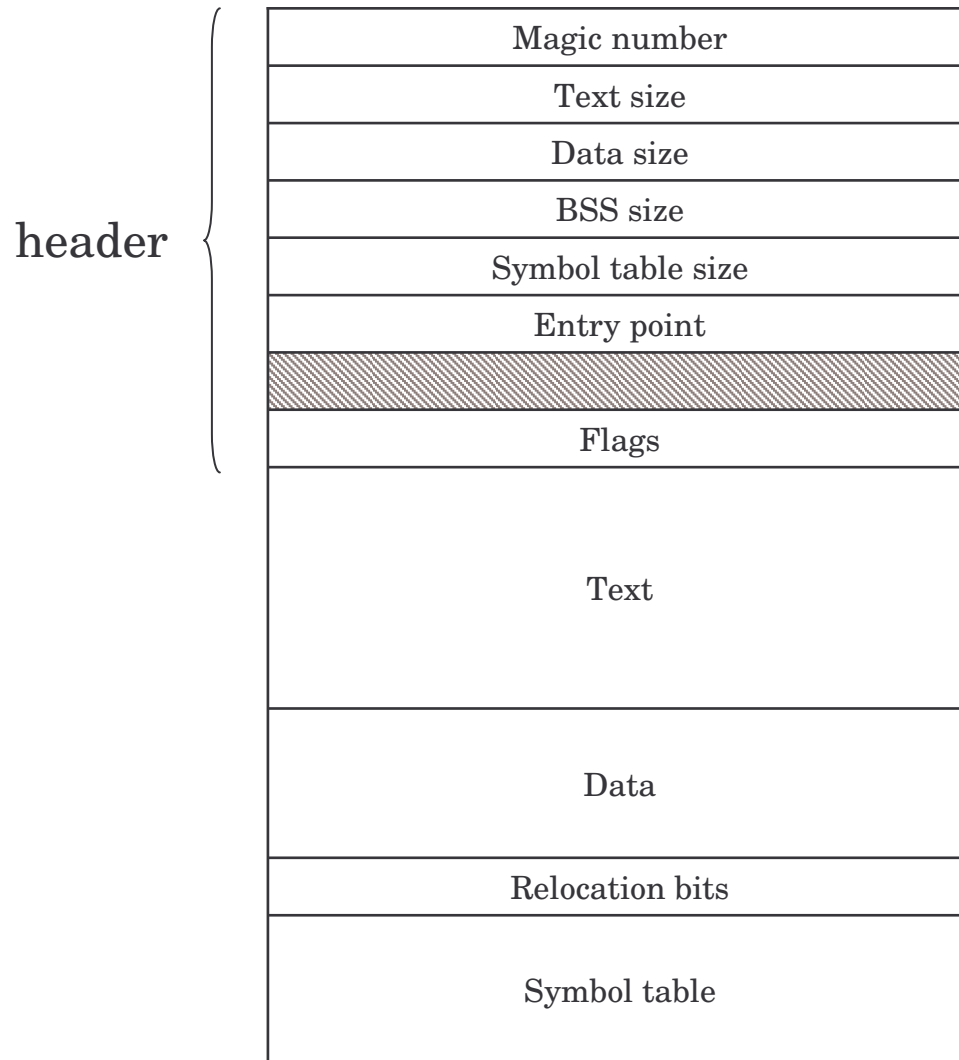 Magic number
Text size
Data size
BSS size
header
Symbol table size
Entry point
Flags
Text
Data
Relocation bits
Symbol table